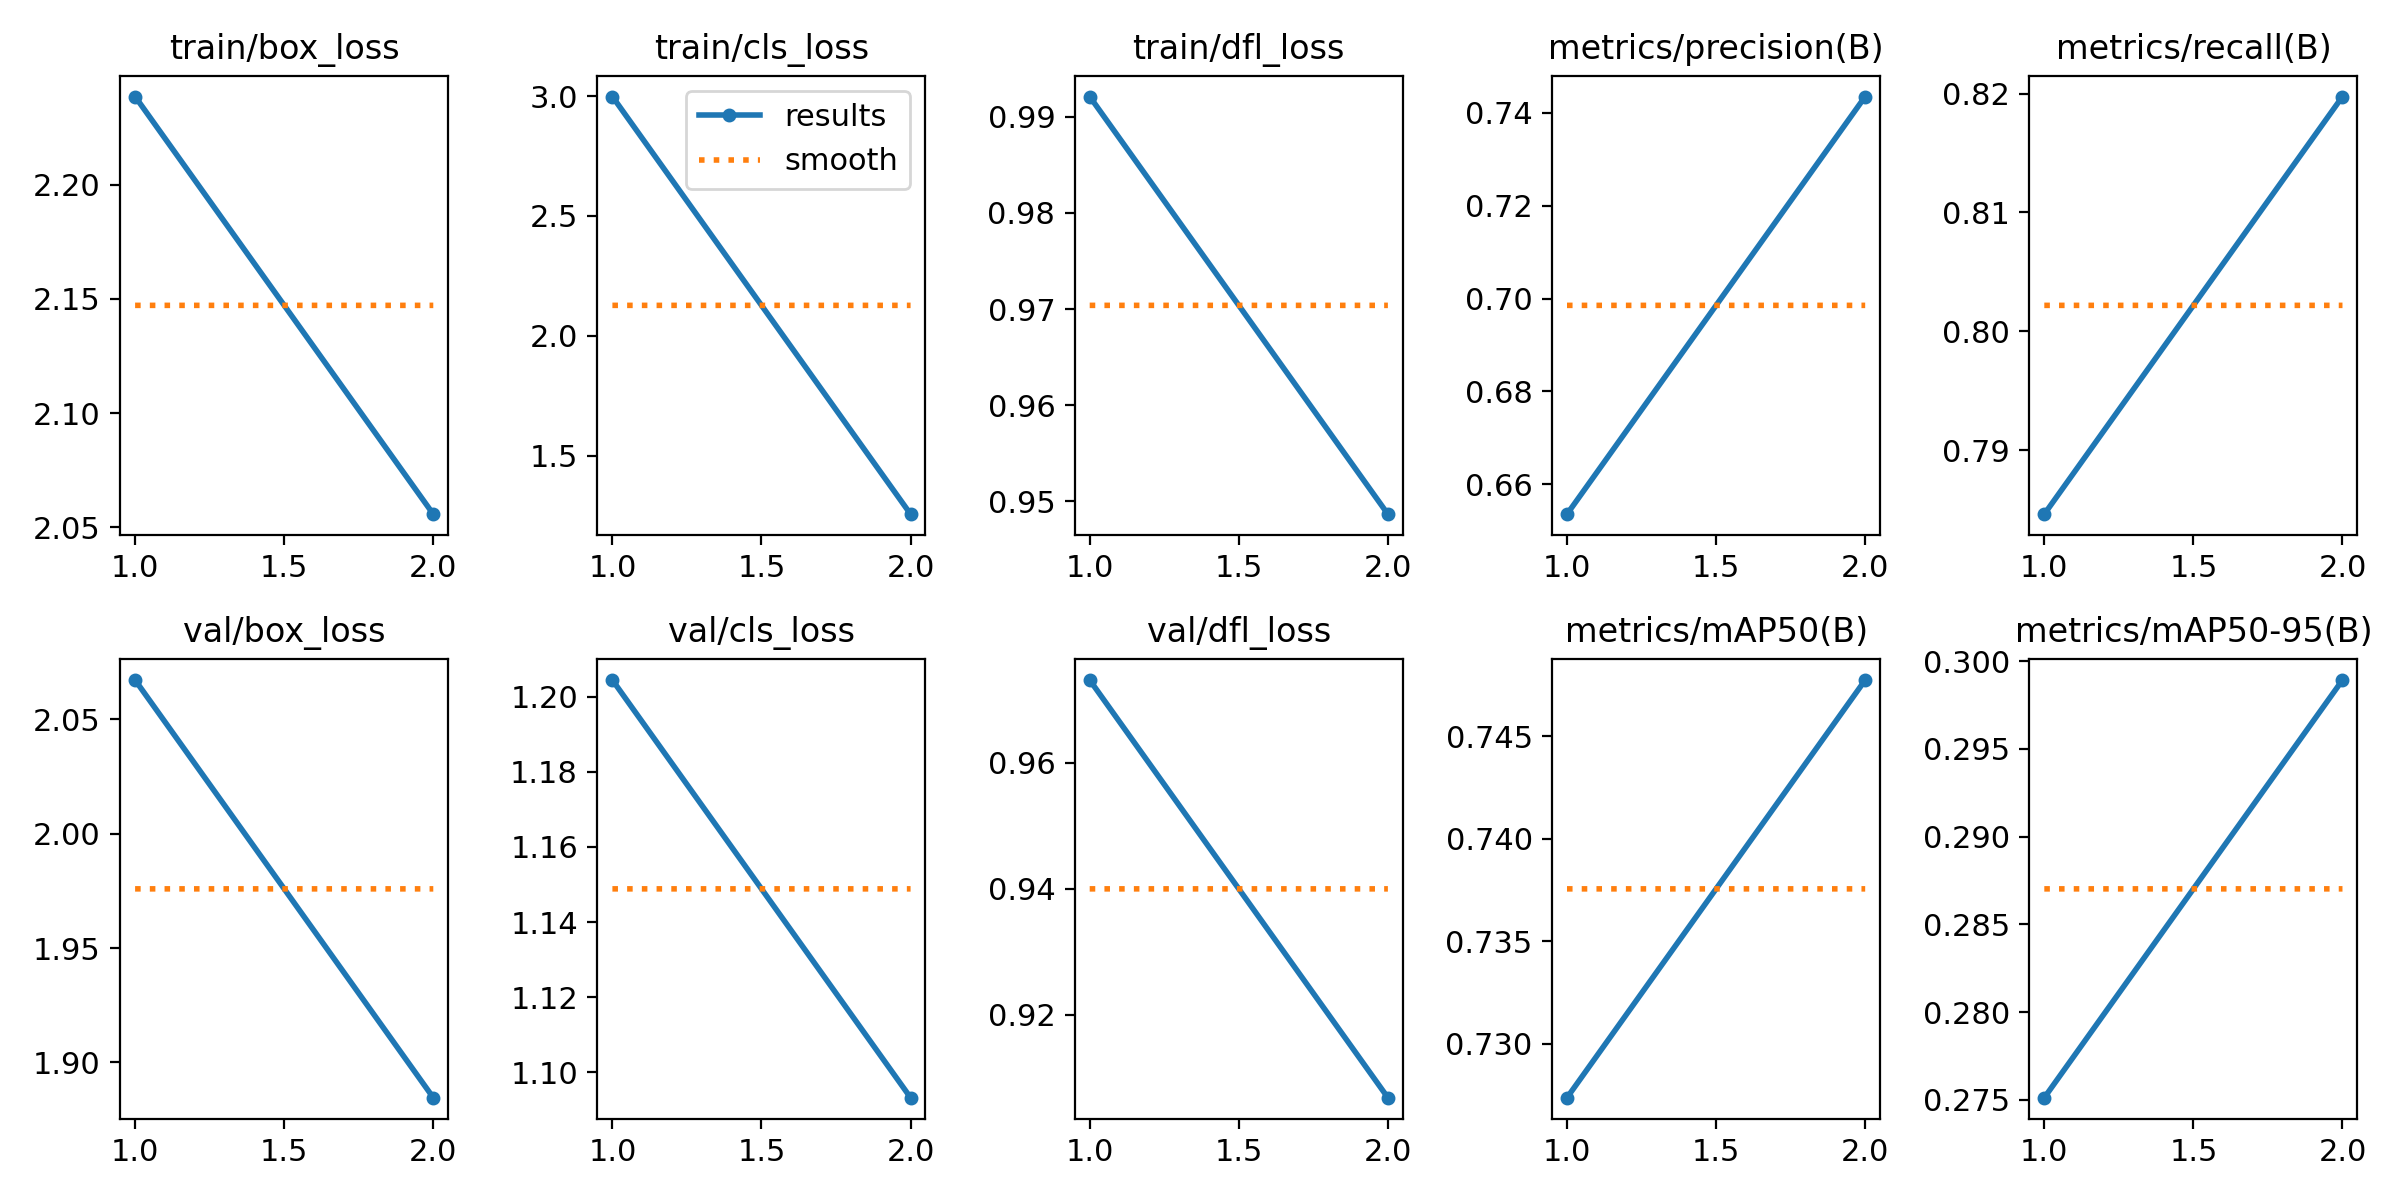 train/box_loss
2.20
2.15
2.10
2.05
1.0 1.5 2.0
train/cls_loss
results
smooth
3.0
2.5
2.0
1.5
1.0 1.5 2.0
train/dfl_loss
0.99
0.98
0.97
0.96
0.95
1.0 1.5 2.0
metrics/precision(B)
0.74
0.72
0.70
0.68
0.66
1.0 1.5 2.0
metrics/recall(B)
0.82
0.81
0.80
0.79
1.0 1.5 2.0
val/box_loss
2.05
2.00
1.95
1.90
1.0 1.5 2.0
val/cls_loss
1.20
1.18
1.16
1.14
1.12
1.10
1.0 1.5 2.0
val/dfl_loss
0.96
0.94
0.92
1.0 1.5 2.0
metrics/mAP50(B)
0.745
0.740
0.735
0.730
1.0 1.5 2.0
metrics/mAP50-95(B)
0.300
0.295
0.290
0.285
0.280
0.275
1.0 1.5 2.0